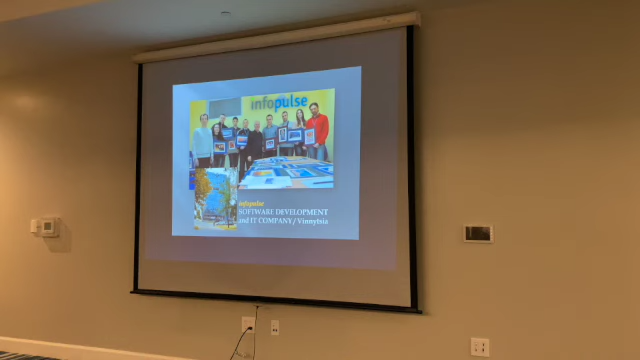 infopulse
infopulse
SOFTWARE DEVELOPMENT
and IT COMPANY / Vinnytsia